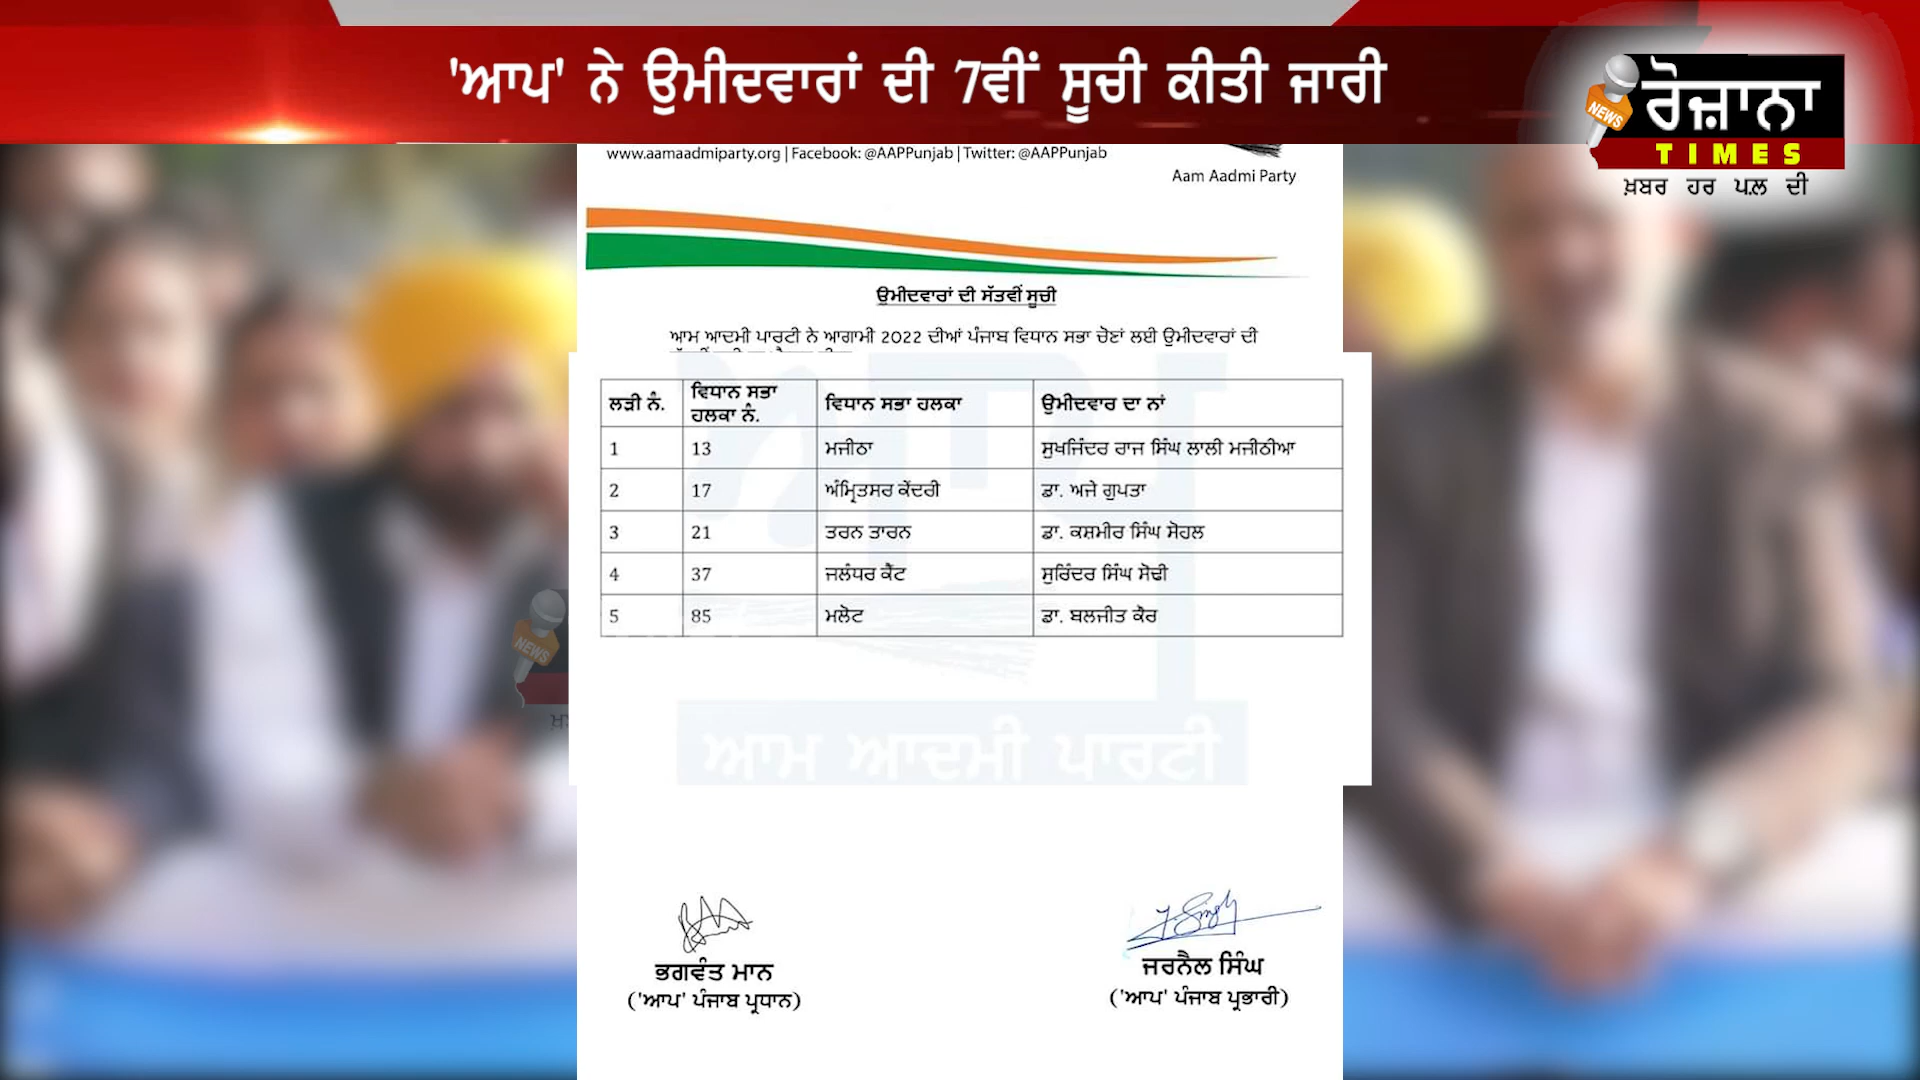 'ਆਪ' ਨੇ ਉਮੀਦਵਾਰਾਂ ਦੀ 7ਵੀਂ ਸੂਚੀ ਕੀਤੀ ਜਾਰੀ
NEWS
ਰੋਜ਼ਾਨਾ
TIMES
ਖ਼ਬਰ ਹਰ ਪਲ ਦੀ
www.aamaadmiparty.org | Facebook: @AAPPunjab | Twitter: @AAPPunjab
Aam Aadmi Party
ਉਮੀਦਵਾਰਾਂ ਦੀ ਸੱਤਵੀਂ ਸੂਚੀ
ਆਮ ਆਦਮੀ ਪਾਰਟੀ ਨੇ ਆਗਾਮੀ 2022 ਦੀਆਂ ਪੰਜਾਬ ਵਿਧਾਨ ਸਭਾ ਚੋਣਾਂ ਲਈ ਉਮੀਦਵਾਰਾਂ ਦੀ
ਲੜੀ ਨੰ. ਵਿਧਾਨ ਸਭਾ ਹਲਕਾ ਨੰ. ਵਿਧਾਨ ਸਭਾ ਹਲਕਾ ਉਮੀਦਵਾਰ ਦਾ ਨਾਂ
1 13 ਮਜੀਠਾ ਸੁਖਜਿੰਦਰ ਰਾਜ ਸਿੰਘ ਲਾਲੀ ਮਜੀਠੀਆ
2 17 ਅੰਮ੍ਰਿਤਸਰ ਕੇਂਦਰੀ ਡਾ. ਅਜੇ ਗੁਪਤਾ
3 21 ਤਰਨ ਤਾਰਨ ਡਾ. ਕਸ਼ਮੀਰ ਸਿੰਘ ਸੋਹਲ
4 37 ਜਲੰਧਰ ਕੈਂਟ ਸੁਰਿੰਦਰ ਸਿੰਘ ਸੋਢੀ
5 85 ਮਲੋਟ ਡਾ. ਬਲਜੀਤ ਕੌਰ
NEWS
ਆਪ
ਆਮ ਆਦਮੀ ਪਾਰਟੀ
J. Singh
ਭਗਵੰਤ ਮਾਨ
('ਆਪ' ਪੰਜਾਬ ਪ੍ਰਧਾਨ)
ਜਰਨੈਲ ਸਿੰਘ
('ਆਪ' ਪੰਜਾਬ ਪ੍ਰਭਾਰੀ)